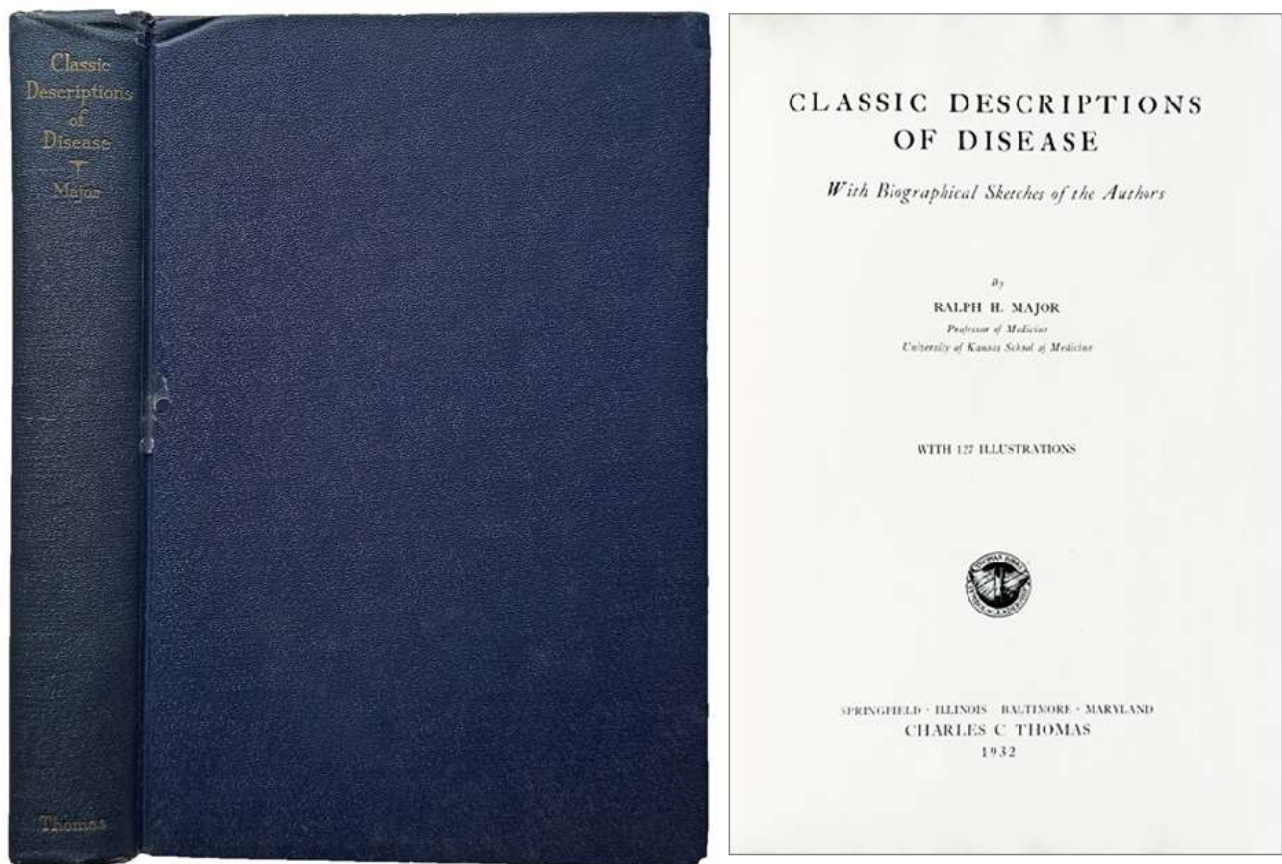 Classic
Descriptions
of
Disease
Major
Thomas
CLASSIC DESCRIPTIONS
OF DISEASE
With Biographical Sketches of the Authors
By
RALPH H. MAJOR
Professor of Medicine
University of Kansas School of Medicine
WITH 127 ILLUSTRATIONS
SPRINGFIELD · ILLINOIS BALTIMORE · MARYLAND
CHARLES C THOMAS
1932